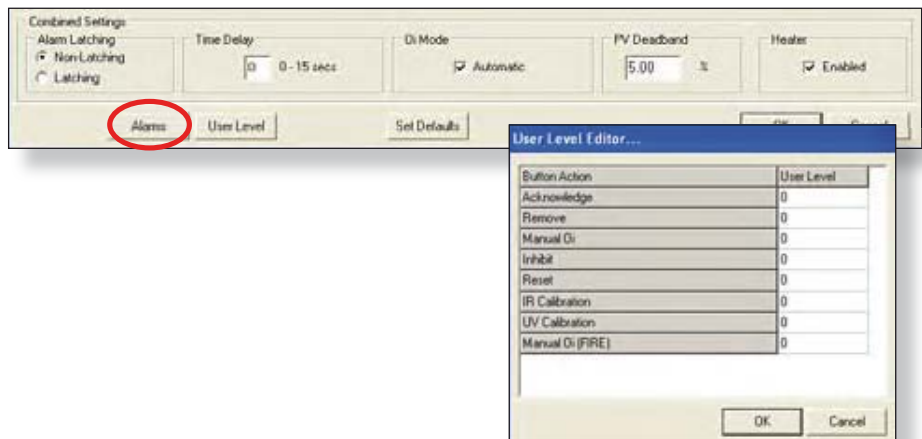 Combined Settings
Alarm Latching Time Delay Oi Mode PV Deadband Heater
Non-Latching 0 0 - 15 secs Automatic 5.00 % Enabled
Latching
Alarms User Level Set Defaults OK Cancel
User Level Editor...
Button Action User Level
Acknowledge 0
Remove 0
Manual Oi 0
Inhibit 0
Reset 0
IR Calibration 0
UV Calibration 0
Manual Oi (FIRE) 0
OK Cancel